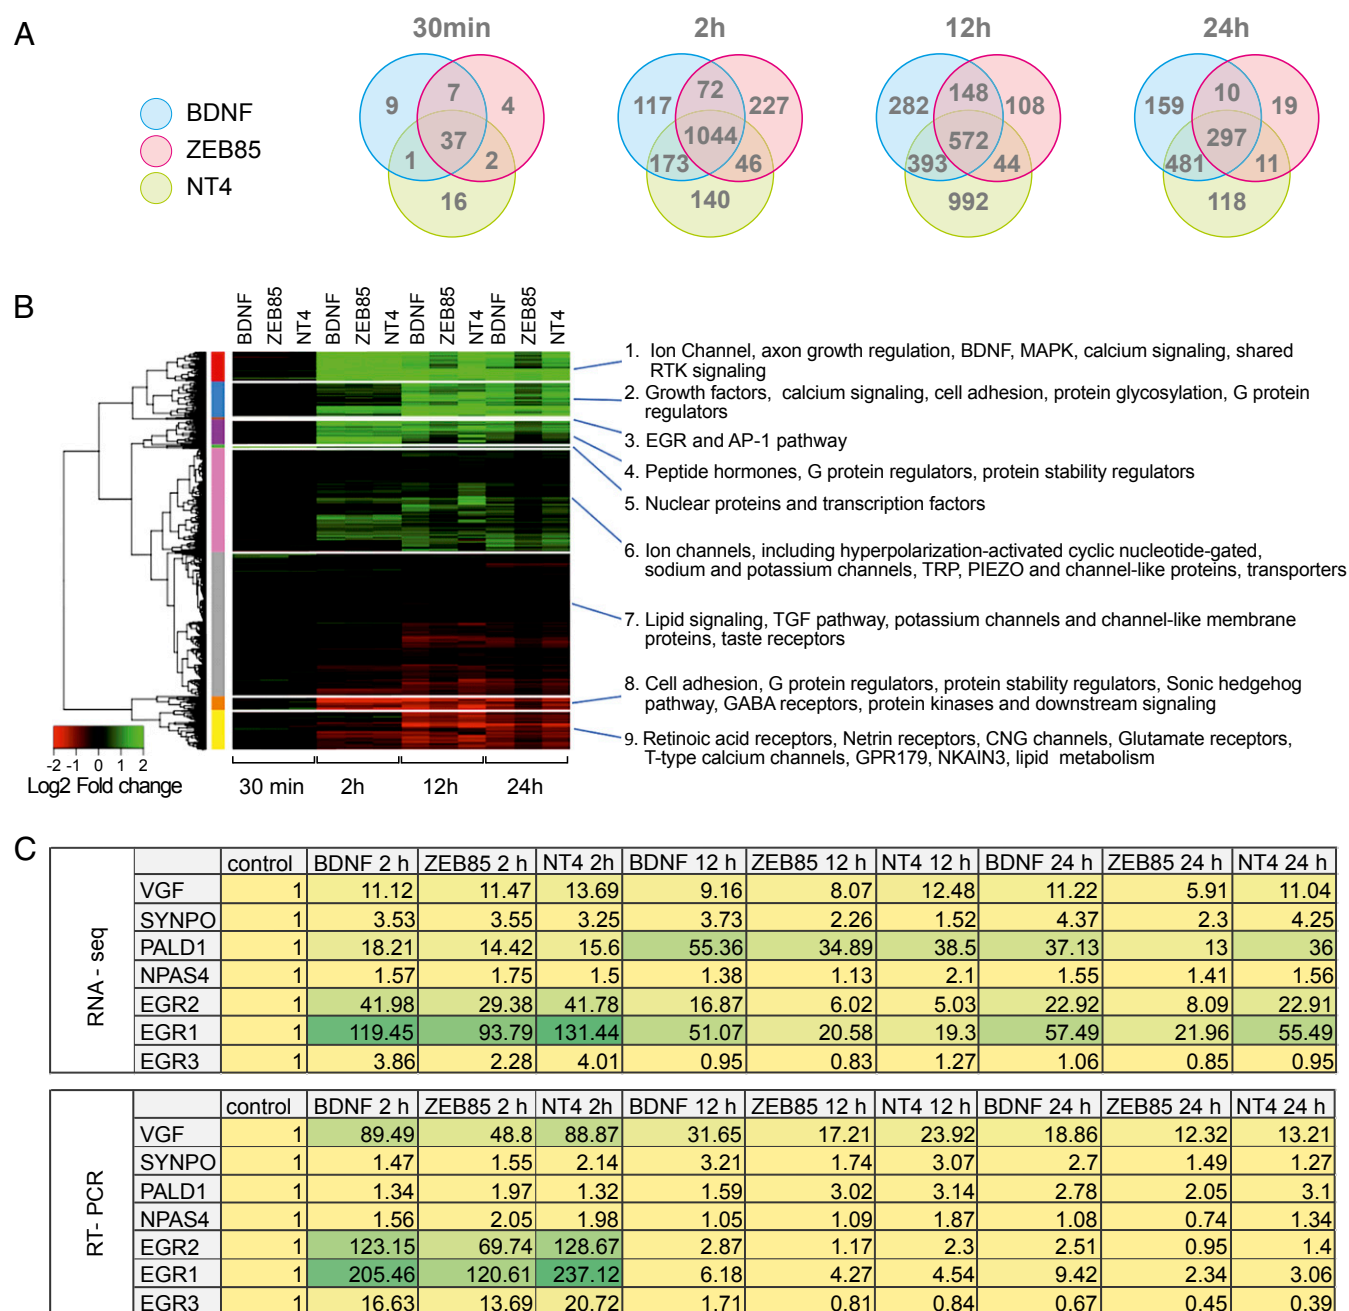 A
30min 2h 12h 24h
BDNF
ZEB85
NT4
9 7 4 37 1 2 16
117 72 227 1044 173 46 140
282 148 108 572 393 44 992
159 10 19 297 481 11 118
B
BDNF ZEB85 NT4 BDNF ZEB85 NT4 BDNF ZEB85 NT4 BDNF ZEB85 NT4
1. Ion Channel, axon growth regulation, BDNF, MAPK, calcium signaling, shared
RTK signaling
2. Growth factors, calcium signaling, cell adhesion, protein glycosylation, G protein
regulators
3. EGR and AP-1 pathway
4. Peptide hormones, G protein regulators, protein stability regulators
5. Nuclear proteins and transcription factors
6. Ion channels, including hyperpolarization-activated cyclic nucleotide-gated,
sodium and potassium channels, TRP, PIEZO and channel-like proteins, transporters
7. Lipid signaling, TGF pathway, potassium channels and channel-like membrane
proteins, taste receptors
8. Cell adhesion, G protein regulators, protein stability regulators, Sonic hedgehog
pathway, GABA receptors, protein kinases and downstream signaling
9. Retinoic acid receptors, Netrin receptors, CNG channels, Glutamate receptors,
T-type calcium channels, GPR179, NKAIN3, lipid metabolism
-2 -1 0 1 2
Log2 Fold change
30 min 2h 12h 24h
C
RNA - seq
control BDNF 2 h ZEB85 2 h NT4 2h BDNF 12 h ZEB85 12 h NT4 12 h BDNF 24 h ZEB85 24 h NT4 24 h
VGF 1 11.12 11.47 13.69 9.16 8.07 12.48 11.22 5.91 11.04
SYNPO 1 3.53 3.55 3.25 3.73 2.26 1.52 4.37 2.3 4.25
PALD1 1 18.21 14.42 15.6 55.36 34.89 38.5 37.13 13 36
NPAS4 1 1.57 1.75 1.5 1.38 1.13 2.1 1.55 1.41 1.56
EGR2 1 41.98 29.38 41.78 16.87 6.02 5.03 22.92 8.09 22.91
EGR1 1 119.45 93.79 131.44 51.07 20.58 19.3 57.49 21.96 55.49
EGR3 1 3.86 2.28 4.01 0.95 0.83 1.27 1.06 0.85 0.95
RT- PCR
control BDNF 2 h ZEB85 2 h NT4 2h BDNF 12 h ZEB85 12 h NT4 12 h BDNF 24 h ZEB85 24 h NT4 24 h
VGF 1 89.49 48.8 88.87 31.65 17.21 23.92 18.86 12.32 13.21
SYNPO 1 1.47 1.55 2.14 3.21 1.74 3.07 2.7 1.49 1.27
PALD1 1 1.34 1.97 1.32 1.59 3.02 3.14 2.78 2.05 3.1
NPAS4 1 1.56 2.05 1.98 1.05 1.09 1.87 1.08 0.74 1.34
EGR2 1 123.15 69.74 128.67 2.87 1.17 2.3 2.51 0.95 1.4
EGR1 1 205.46 120.61 237.12 6.18 4.27 4.54 9.42 2.34 3.06
EGR3 1 16.63 13.69 20.72 1.71 0.81 0.84 0.67 0.45 0.39